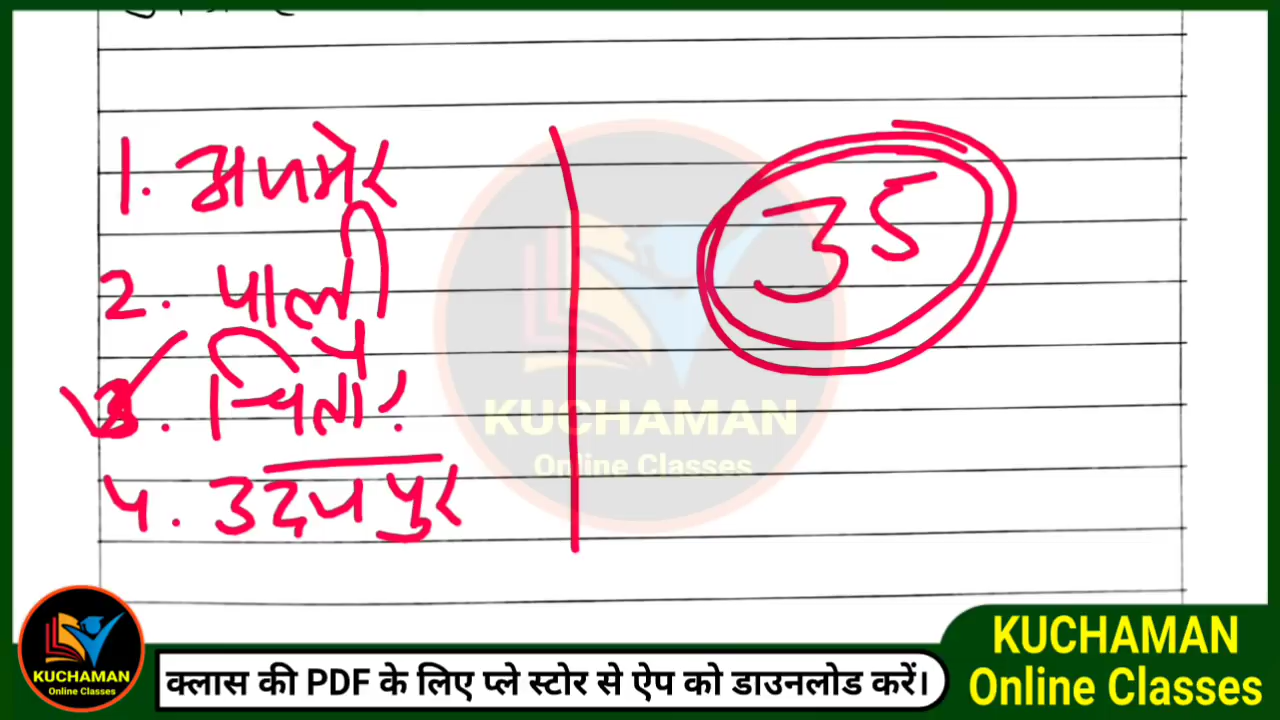 1. अजमेर
2. पाली
3. चित्तौ
4. उदयपुर
35
KUCHAMAN
Online Classes
KUCHAMAN
Online Classes
क्लास की PDF के लिए प्ले स्टोर से ऐप को डाउनलोड करें।
KUCHAMAN
Online Classes